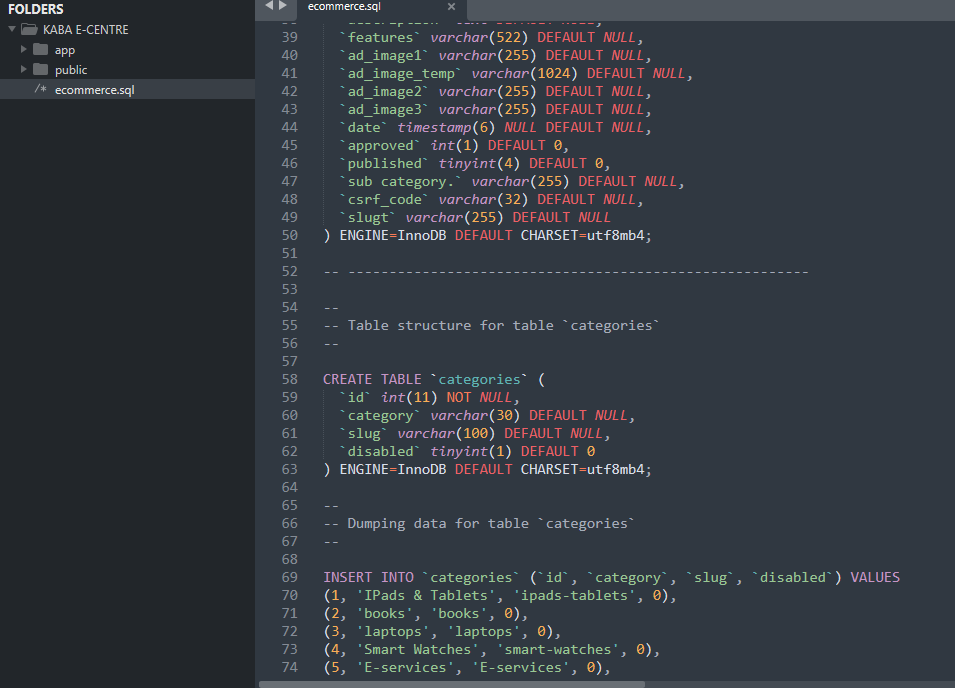 FOLDERS
KABA E-CENTRE
app
public
/* ecommerce.sql
ecommerce.sql ×
39 `features` varchar(522) DEFAULT NULL,
40 `ad_image1` varchar(255) DEFAULT NULL,
41 `ad_image_temp` varchar(1024) DEFAULT NULL,
42 `ad_image2` varchar(255) DEFAULT NULL,
43 `ad_image3` varchar(255) DEFAULT NULL,
44 `date` timestamp(6) NULL DEFAULT NULL,
45 `approved` int(1) DEFAULT 0,
46 `published` tinyint(4) DEFAULT 0,
47 `sub category.` varchar(255) DEFAULT NULL,
48 `csrf_code` varchar(32) DEFAULT NULL,
49 `slugt` varchar(255) DEFAULT NULL
50 ) ENGINE=InnoDB DEFAULT CHARSET=utf8mb4;
51
52 -- --------------------------------------------------------
53
54 --
55 -- Table structure for table `categories`
56 --
57
58 CREATE TABLE `categories` (
59 `id` int(11) NOT NULL,
60 `category` varchar(30) DEFAULT NULL,
61 `slug` varchar(100) DEFAULT NULL,
62 `disabled` tinyint(1) DEFAULT 0
63 ) ENGINE=InnoDB DEFAULT CHARSET=utf8mb4;
64
65 --
66 -- Dumping data for table `categories`
67 --
68
69 INSERT INTO `categories` (`id`, `category`, `slug`, `disabled`) VALUES
70 (1, 'IPads & Tablets', 'ipads-tablets', 0),
71 (2, 'books', 'books', 0),
72 (3, 'laptops', 'laptops', 0),
73 (4, 'Smart Watches', 'smart-watches', 0),
74 (5, 'E-services', 'E-services', 0),